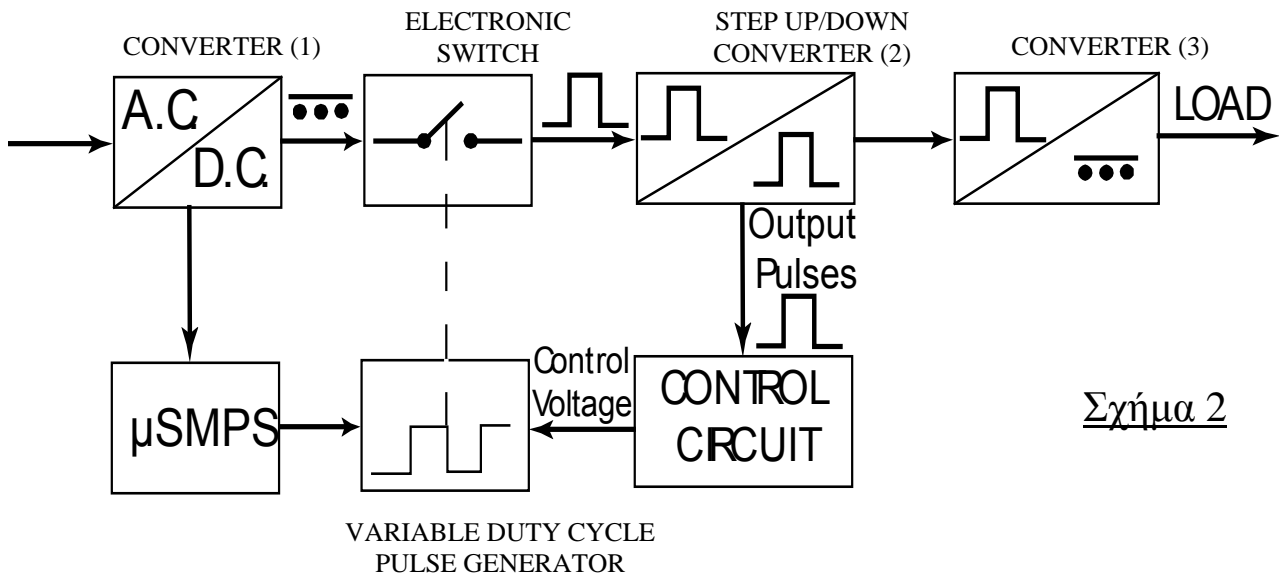 CONVERTER (1)
ELECTRONIC
SWITCH
STEP UP/DOWN
CONVERTER (2)
CONVERTER (3)
A.C.
D.C.
LOAD
Output
Pulses
µSMPS
Control
Voltage
CONTROL
CIRCUIT
Σχήμα 2
VARIABLE DUTY CYCLE
PULSE GENERATOR